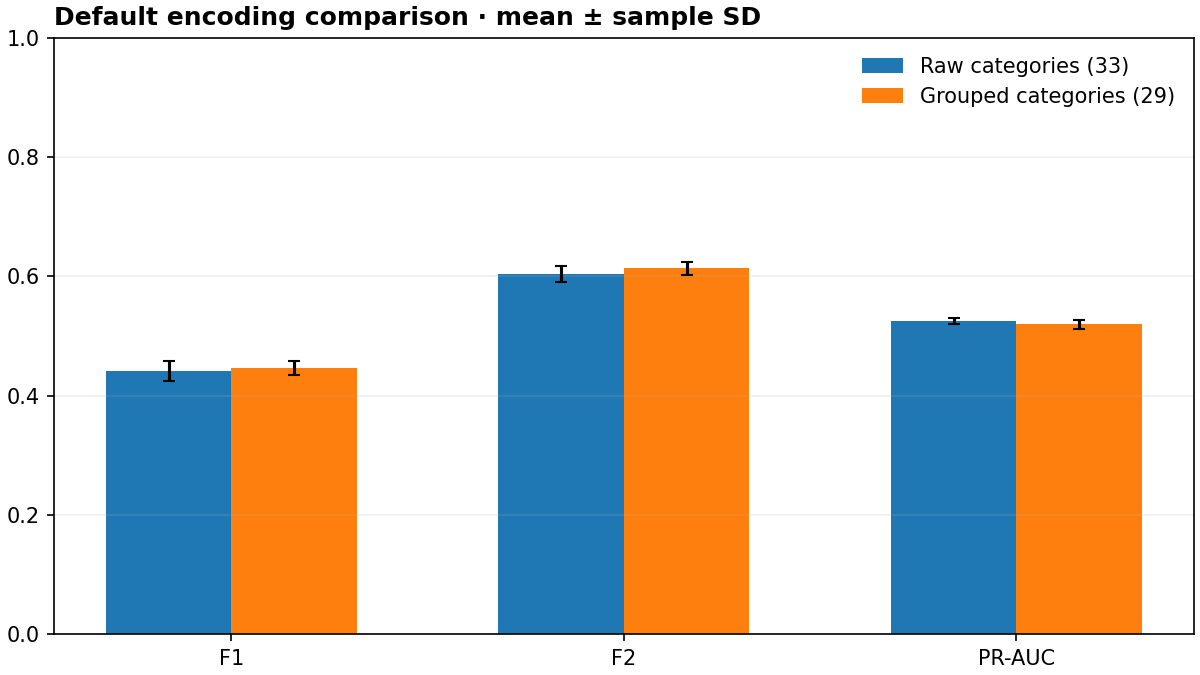 Default encoding comparison · mean ± sample SD
1.0
0.8
0.6
0.4
0.2
0.0
Raw categories (33)
Grouped categories (29)
F1
F2
PR-AUC